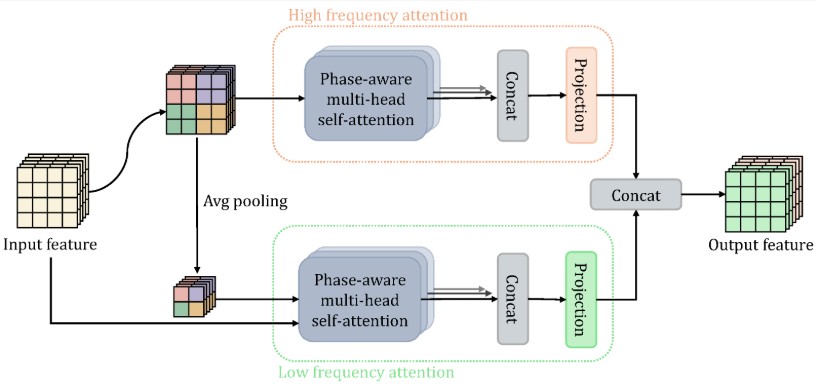 High frequency attention
Phase-aware
multi-head
self-attention
Concat
Projection
Input feature
Avg pooling
Concat
Output feature
Phase-aware
multi-head
self-attention
Concat
Projection
Low frequency attention